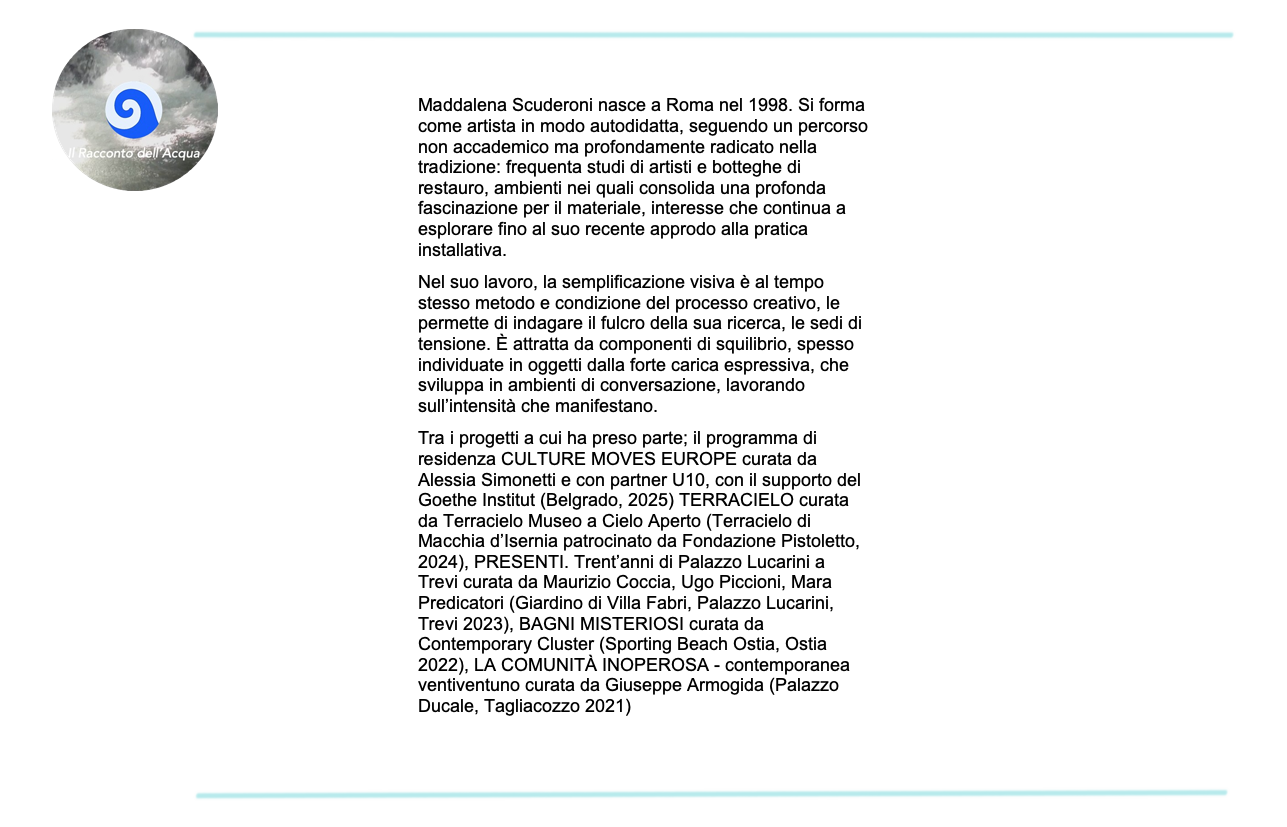 Il Racconto dell'Acqua
Maddalena Scuderoni nasce a Roma nel 1998. Si forma
come artista in modo autodidatta, seguendo un percorso
non accademico ma profondamente radicato nella
tradizione: frequenta studi di artisti e botteghe di
restauro, ambienti nei quali consolida una profonda
fascinazione per il materiale, interesse che continua a
esplorare fino al suo recente approdo alla pratica
installativa.
Nel suo lavoro, la semplificazione visiva è al tempo
stesso metodo e condizione del processo creativo, le
permette di indagare il fulcro della sua ricerca, le sedi di
tensione. È attratta da componenti di squilibrio, spesso
individuate in oggetti dalla forte carica espressiva, che
sviluppa in ambienti di conversazione, lavorando
sull’intensità che manifestano.
Tra i progetti a cui ha preso parte; il programma di
residenza CULTURE MOVES EUROPE curata da
Alessia Simonetti e con partner U10, con il supporto del
Goethe Institut (Belgrado, 2025) TERRACIELO curata
da Terracielo Museo a Cielo Aperto (Terracielo di
Macchia d’Isernia patrocinato da Fondazione Pistoletto,
2024), PRESENTI. Trent’anni di Palazzo Lucarini a
Trevi curata da Maurizio Coccia, Ugo Piccioni, Mara
Predicatori (Giardino di Villa Fabri, Palazzo Lucarini,
Trevi 2023), BAGNI MISTERIOSI curata da
Contemporary Cluster (Sporting Beach Ostia, Ostia
2022), LA COMUNITÀ INOPEROSA - contemporanea
ventiventuno curata da Giuseppe Armogida (Palazzo
Ducale, Tagliacozzo 2021)